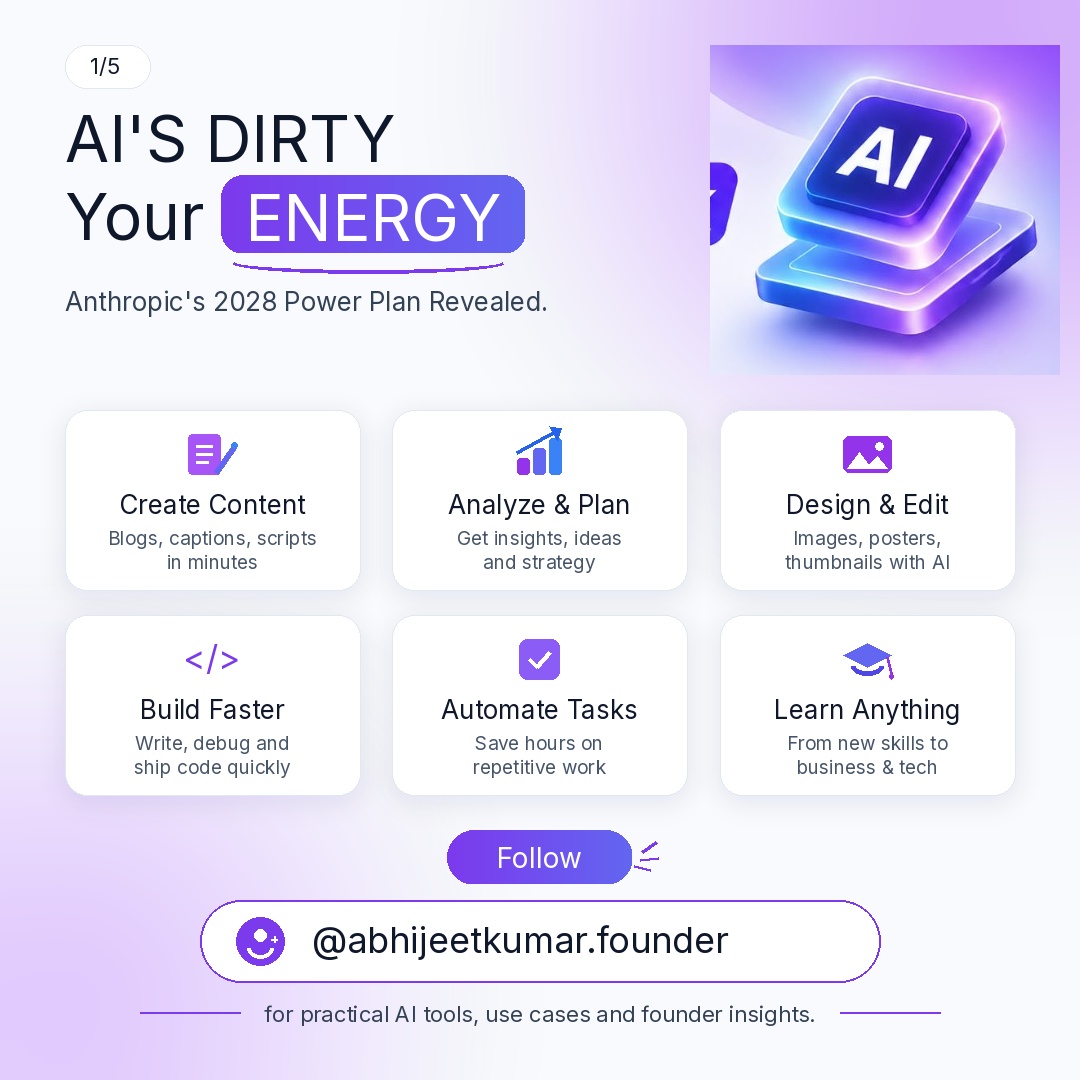 1/5
AI'S DIRTY
Your ENERGY
Anthropic's 2028 Power Plan Revealed.
AI
Create Content
Blogs, captions, scripts
in minutes
Analyze & Plan
Get insights, ideas
and strategy
Design & Edit
Images, posters,
thumbnails with AI
</>
Build Faster
Write, debug and
ship code quickly
Automate Tasks
Save hours on
repetitive work
Learn Anything
From new skills to
business & tech
Follow
@abhijeetkumar.founder
for practical AI tools, use cases and founder insights.